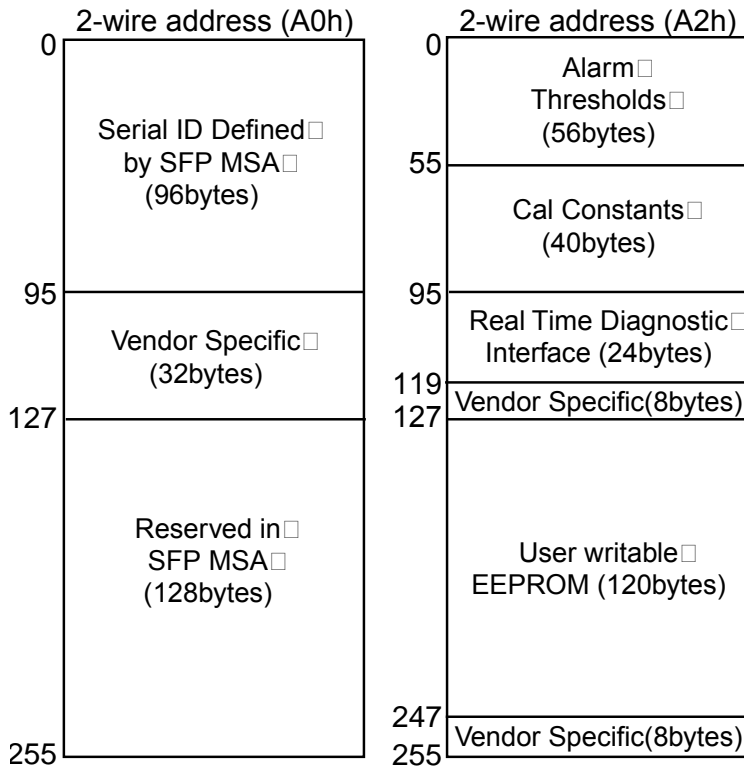 2-wire address (A0h)
0
Serial ID Defined
by SFP MSA
(96bytes)
95
Vendor Specific
(32bytes)
127
Reserved in
SFP MSA
(128bytes)
255
2-wire address (A2h)
0
Alarm
Thresholds
(56bytes)
55
Cal Constants
(40bytes)
95
Real Time Diagnostic
Interface (24bytes)
119
Vendor Specific(8bytes)
127
User writable
EEPROM (120bytes)
247
Vendor Specific(8bytes)
255